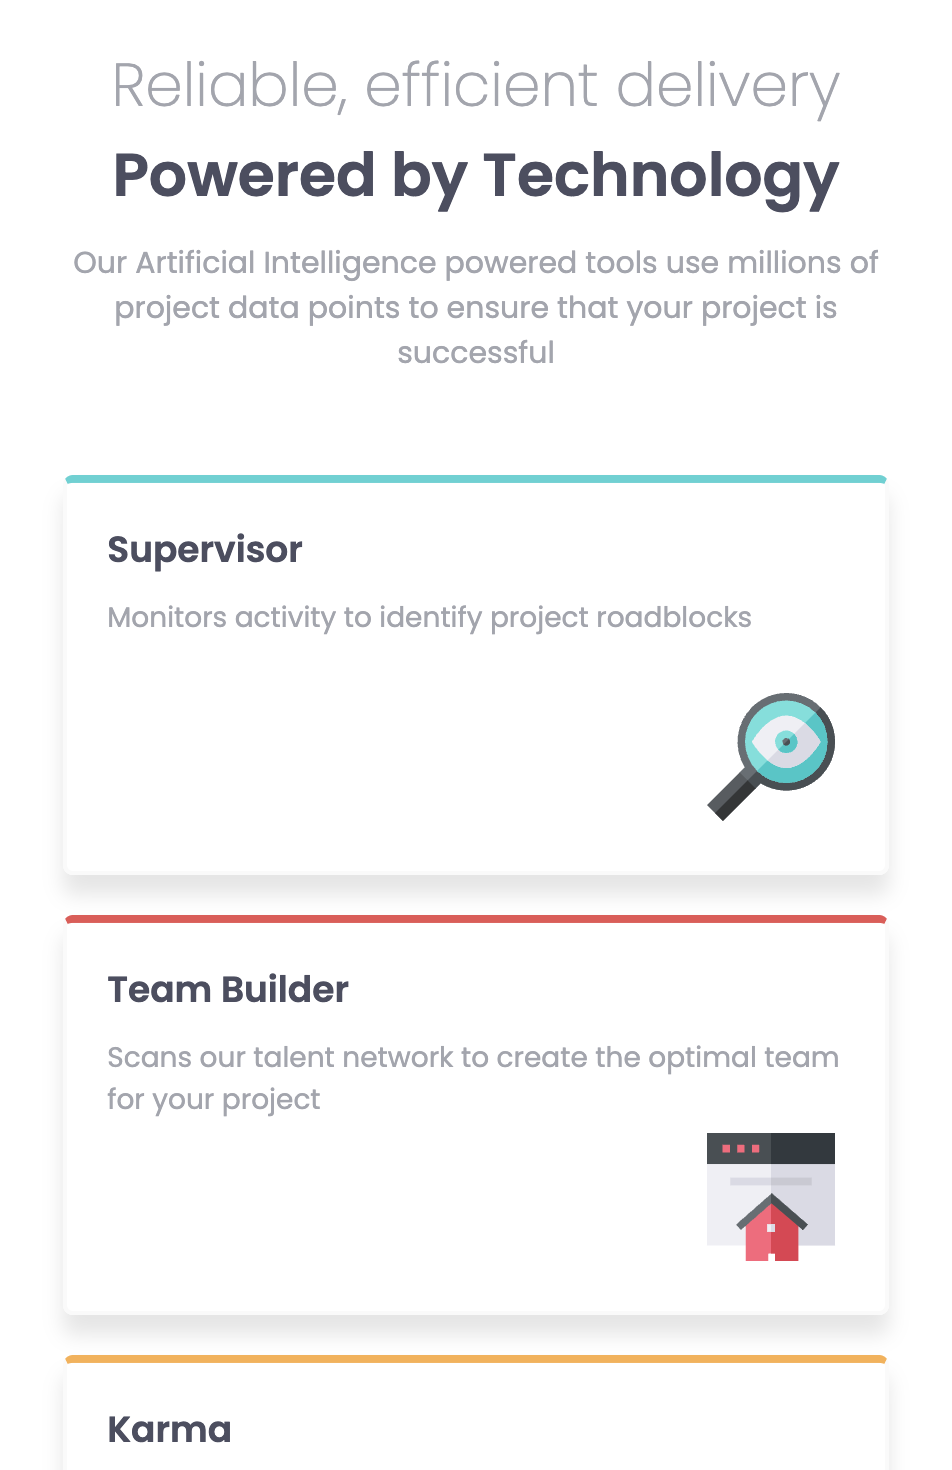 Reliable, efficient delivery
Powered by Technology
Our Artificial Intelligence powered tools use millions of
project data points to ensure that your project is
successful
Supervisor
Monitors activity to identify project roadblocks
Team Builder
Scans our talent network to create the optimal team
for your project
Karma